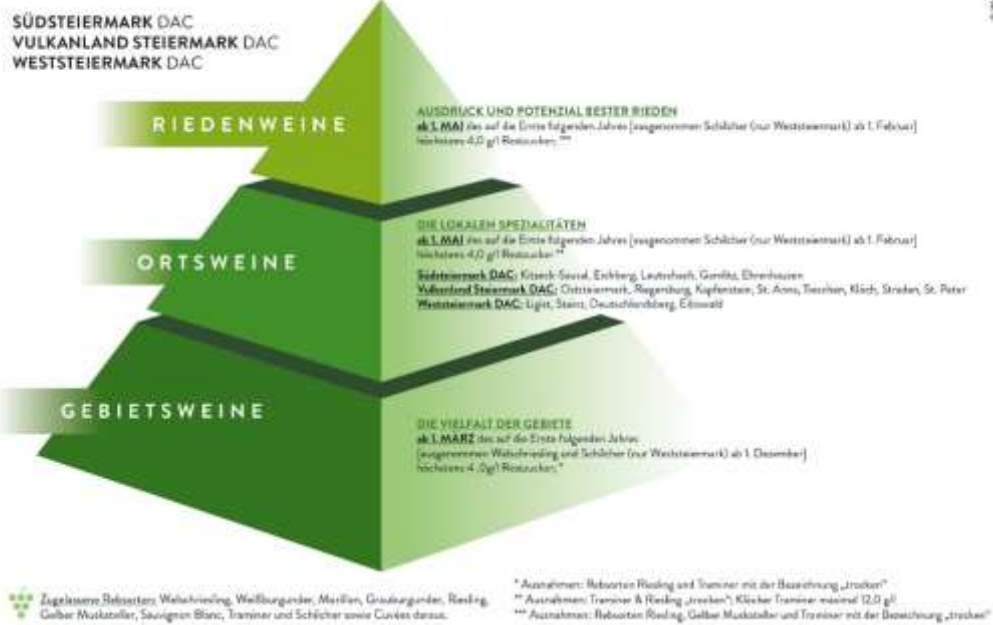 SÜDSTEIERMARK DAC
VULKANLAND STEIERMARK DAC
WESTSTEIERMARK DAC
RIEDENWEINE
AUSDRUCK UND POTENZIAL BESTER RIEDEN
ab 1. MAI des auf die Ernte folgenden Jahres [ausgenommen Schilcher (nur Weststeiermark) ab 1. Februar]
höchstens 4,0 g/l Restzucker, ***
ORTSWEINE
DIE LOKALEN SPEZIALITÄTEN
ab 1. MAI des auf die Ernte folgenden Jahres [ausgenommen Schilcher (nur Weststeiermark) ab 1. Februar]
höchstens 4,0 g/l Restzucker **
Südsteiermark DAC: Kitzeck-Sausal, Eichberg, Leutschach, Gamlitz, Ehrenhausen
Vulkanland Steiermark DAC: Oststeiermark, Riegersburg, Kapfenstein, St. Anna, Tieschen, Klöch, Straden, St. Peter
Weststeiermark DAC: Ligist, Stainz, Deutschlandsberg, Eibiswald
GEBIETSWEINE
DIE VIELFALT DER GEBIETE
ab 1. MÄRZ des auf die Ernte folgenden Jahres
[ausgenommen Welschriesling und Schilcher (nur Weststeiermark) ab 1. Dezember]
höchstens 4,0g/l Restzucker, *
Zugelassene Rebsorten: Welschriesling, Weißburgunder, Morillon, Grauburgunder, Riesling,
Gelber Muskateller, Sauvignon Blanc, Traminer und Schilcher sowie Cuvées daraus.
* Ausnahmen: Rebsorten Riesling und Traminer mit der Bezeichnung „trocken"
** Ausnahmen: Traminer & Riesling „trocken"; Klöcher Traminer maximal 12,0 g/l
*** Ausnahmen: Rebsorten Riesling, Gelber Muskateller und Traminer mit der Bezeichnung „trocken"